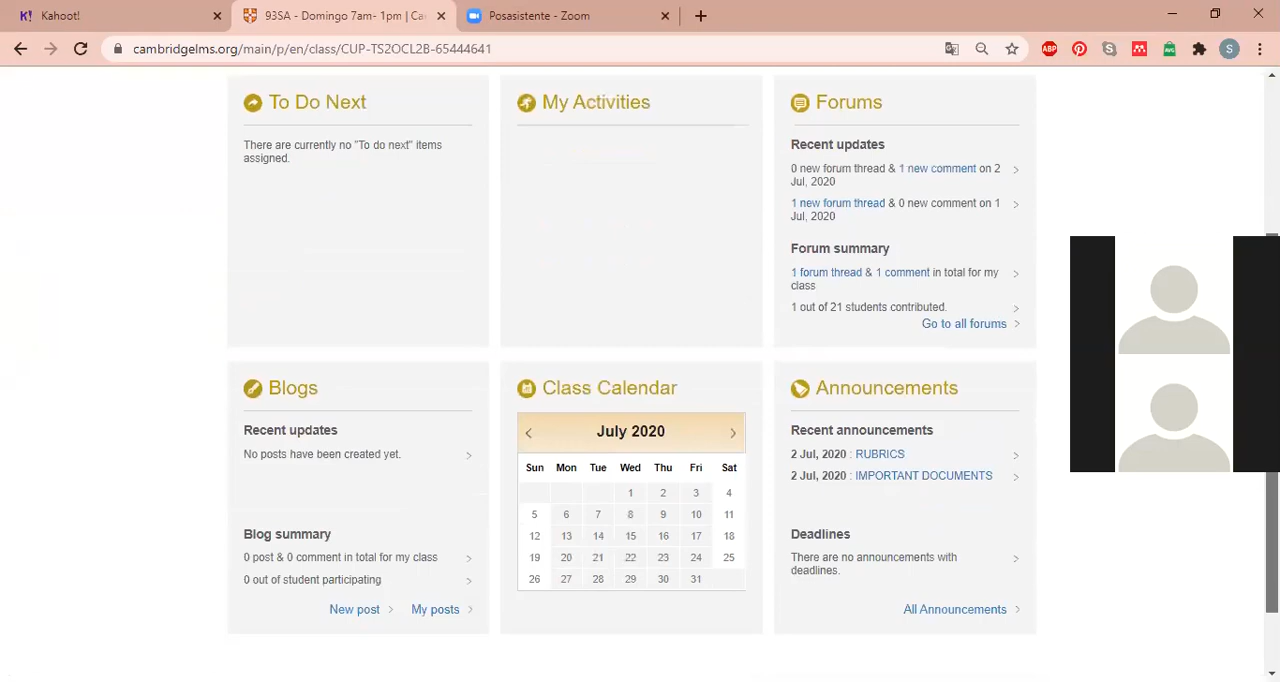 K! Kahoot!
93SA - Domingo 7am- 1pm | Ca
Posasistente - Zoom
cambridgelms.org/main/p/en/class/CUP-TS2OCL2B-65444641
ABP
AVG
S
To Do Next
There are currently no "To do next" items
assigned.
My Activities
Forums
Recent updates
0 new forum thread & 1 new comment on 2
Jul, 2020
1 new forum thread & 0 new comment on 1
Jul, 2020
Forum summary
1 forum thread & 1 comment in total for my
class
1 out of 21 students contributed.
Go to all forums
Blogs
Recent updates
No posts have been created yet.
Blog summary
0 post & 0 comment in total for my class
0 out of student participating
New post
My posts
Class Calendar
July 2020
Sun Mon Tue Wed Thu Fri Sat
1 2 3 4
5 6 7 8 9 10 11
12 13 14 15 16 17 18
19 20 21 22 23 24 25
26 27 28 29 30 31
Announcements
Recent announcements
2 Jul, 2020 : RUBRICS
2 Jul, 2020 : IMPORTANT DOCUMENTS
Deadlines
There are no announcements with
deadlines.
All Announcements